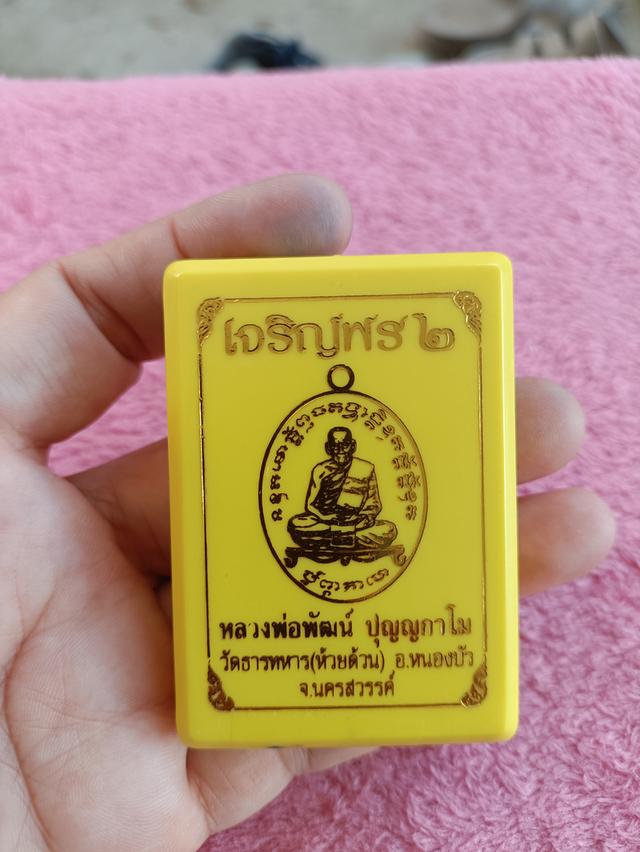 เจริญพร ๒
หลวงพ่อพัฒน์ ปุญญกาโม
วัดธารทหาร(ห้วยด้วน) อ.หนองบัว
จ.นครสวรรค์